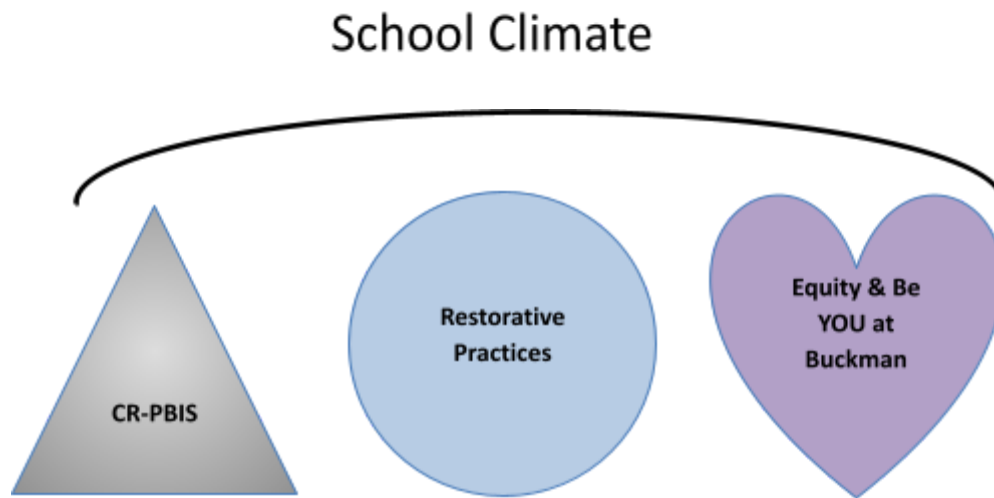 School Climate
CR-PBIS
Restorative
Practices
Equity & Be
YOU at
Buckman